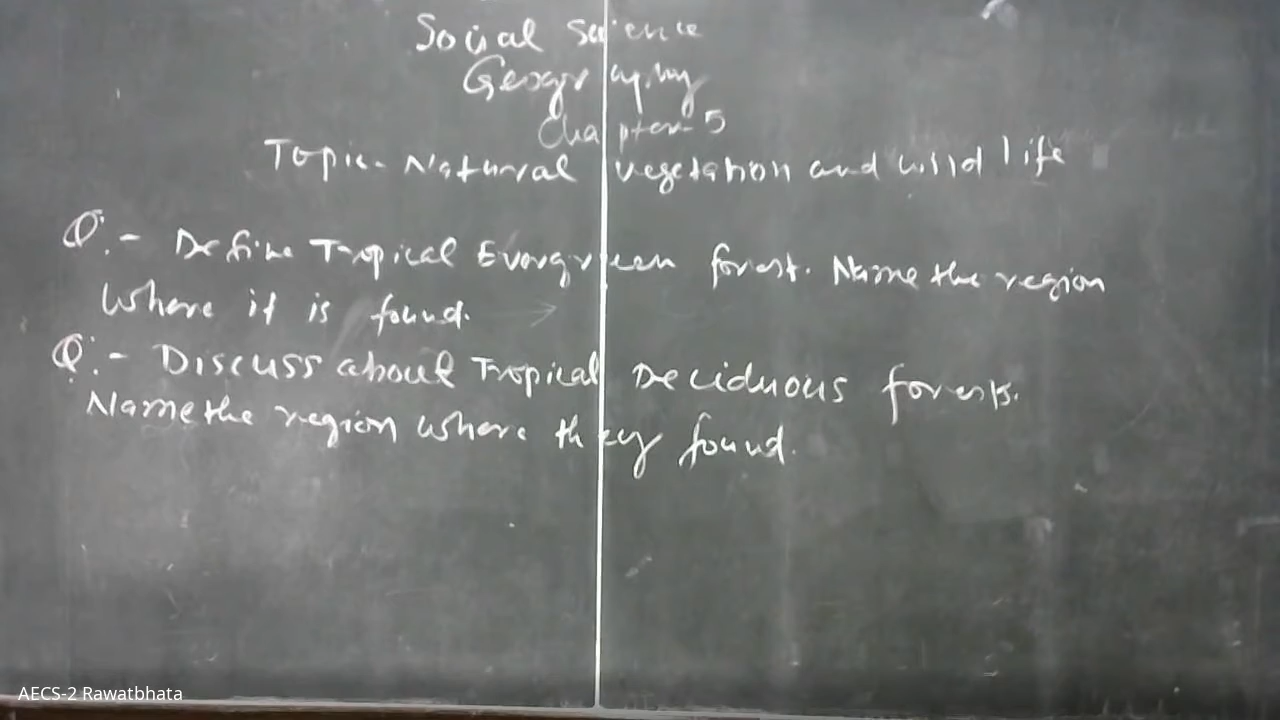 Social Science
Geography
Chapter-5
Topic- Natural vegetation and wild life
Q.- Define Tropical Evergreen forest. Name the region
where it is found.
Q.- Discuss about Tropical Deciduous forests.
Name the region where they found.
AECS-2 Rawatbhata